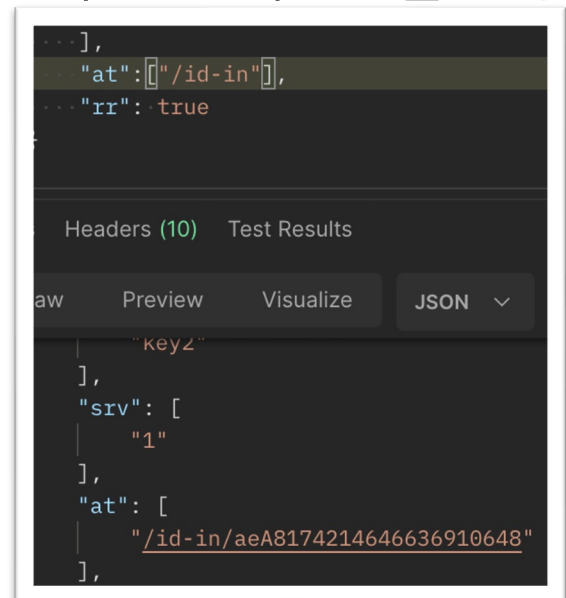 ],
"at":["/id-in"],
"rr": true
Headers (10) Test Results
Preview Visualize JSON
"key2"
],
"srv": [
"1"
],
"at": [
"/id-in/aeA8174214646636910648"
],